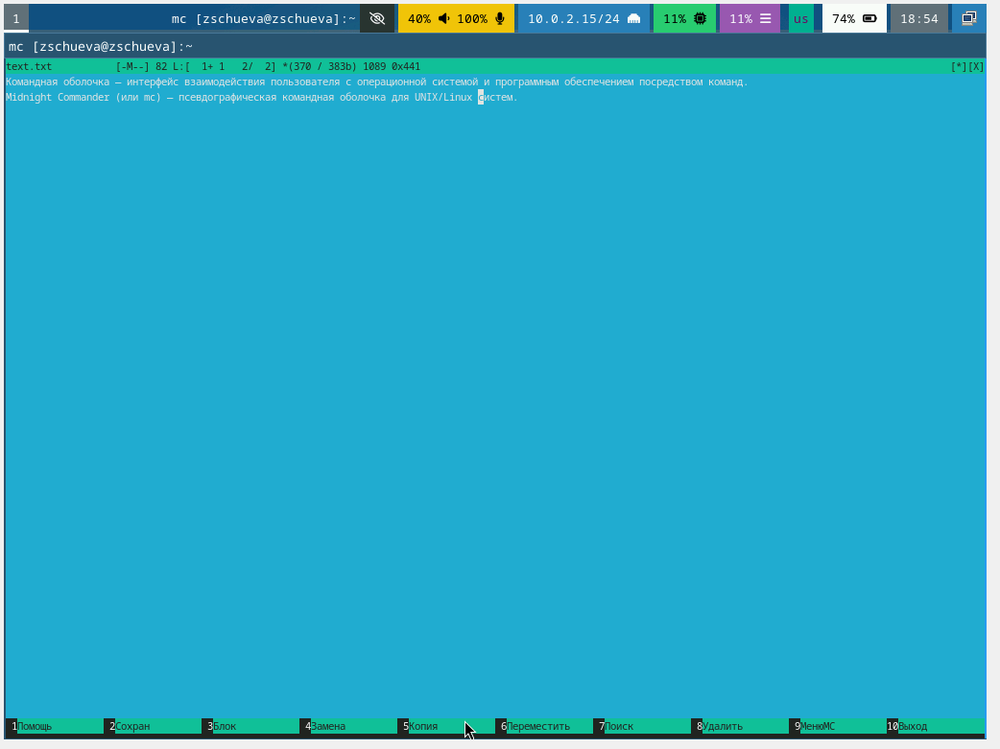 1 mc [zschueva@zschueva]:~ 40% 100% 10.0.2.15/24 11% 11% us 74% 18:54
mc [zschueva@zschueva]:~
text.txt [-M--] 82 L:[ 1+ 1 2/ 2] *(370 / 383b) 1089 0x441 [*][X]
Командная оболочка — интерфейс взаимодействия пользователя с операционной системой и программным обеспечением посредством команд.
Midnight Commander (или mc) — псевдографическая командная оболочка для UNIX/Linux систем.
1Помощь 2Сохран 3Блок 4Замена 5Копия 6Переместить 7Поиск 8Удалить 9МенюMC 10Выход